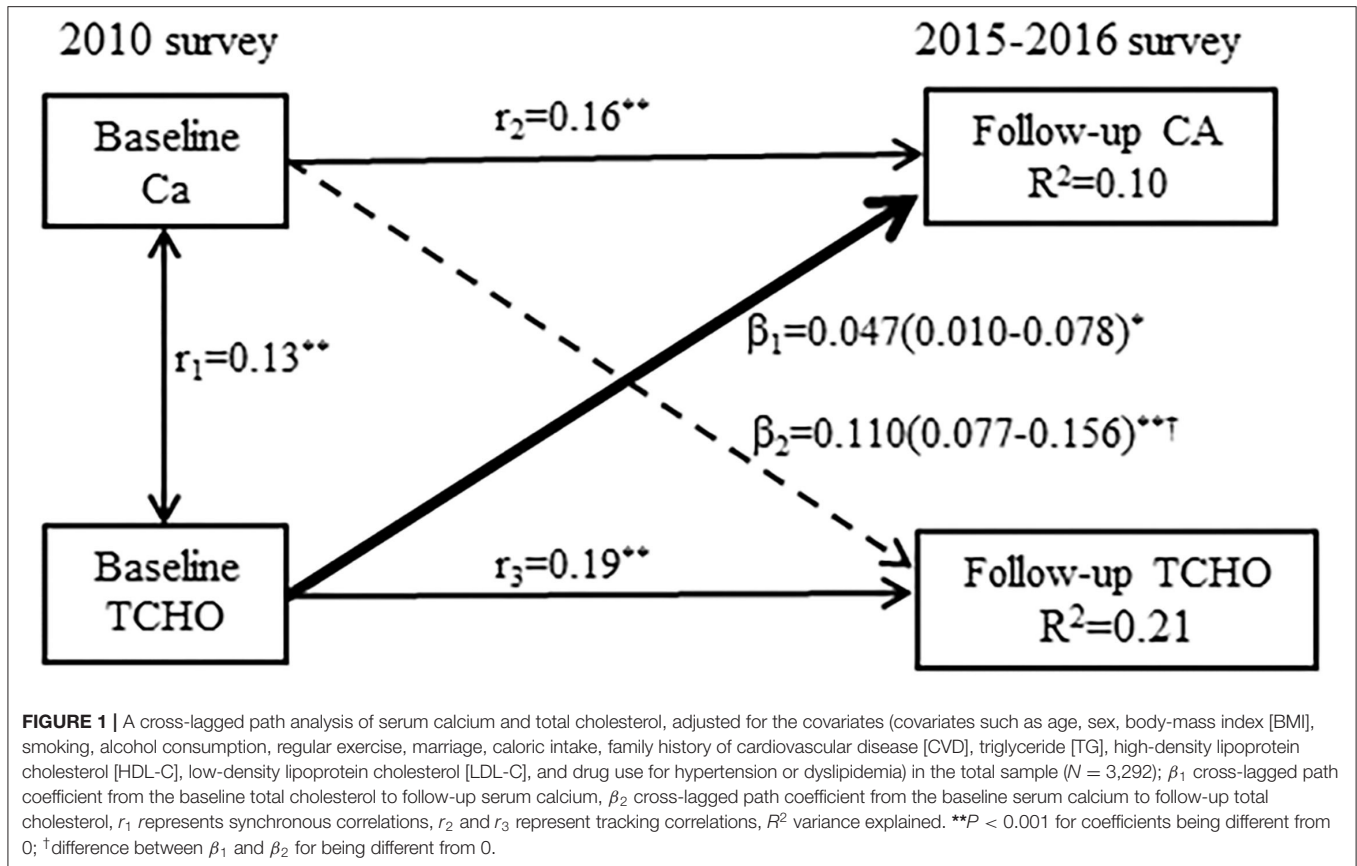 2010 survey
2015-2016 survey
Baseline
Ca
r₂=0.16**
Follow-up CA
R²=0.10
r₁=0.13**
β₁=0.047(0.010-0.078)*
β₂=0.110(0.077-0.156)**†
Baseline
TCHO
r₃=0.19**
Follow-up TCHO
R²=0.21
FIGURE 1 | A cross-lagged path analysis of serum calcium and total cholesterol, adjusted for the covariates (covariates such as age, sex, body-mass index [BMI],
smoking, alcohol consumption, regular exercise, marriage, caloric intake, family history of cardiovascular disease [CVD], triglyceride [TG], high-density lipoprotein
cholesterol [HDL-C], low-density lipoprotein cholesterol [LDL-C], and drug use for hypertension or dyslipidemia) in the total sample (N = 3,292); β₁ cross-lagged path
coefficient from the baseline total cholesterol to follow-up serum calcium, β₂ cross-lagged path coefficient from the baseline serum calcium to follow-up total
cholesterol, r₁ represents synchronous correlations, r₂ and r₃ represent tracking correlations, R² variance explained. **P < 0.001 for coefficients being different from
0; †difference between β₁ and β₂ for being different from 0.